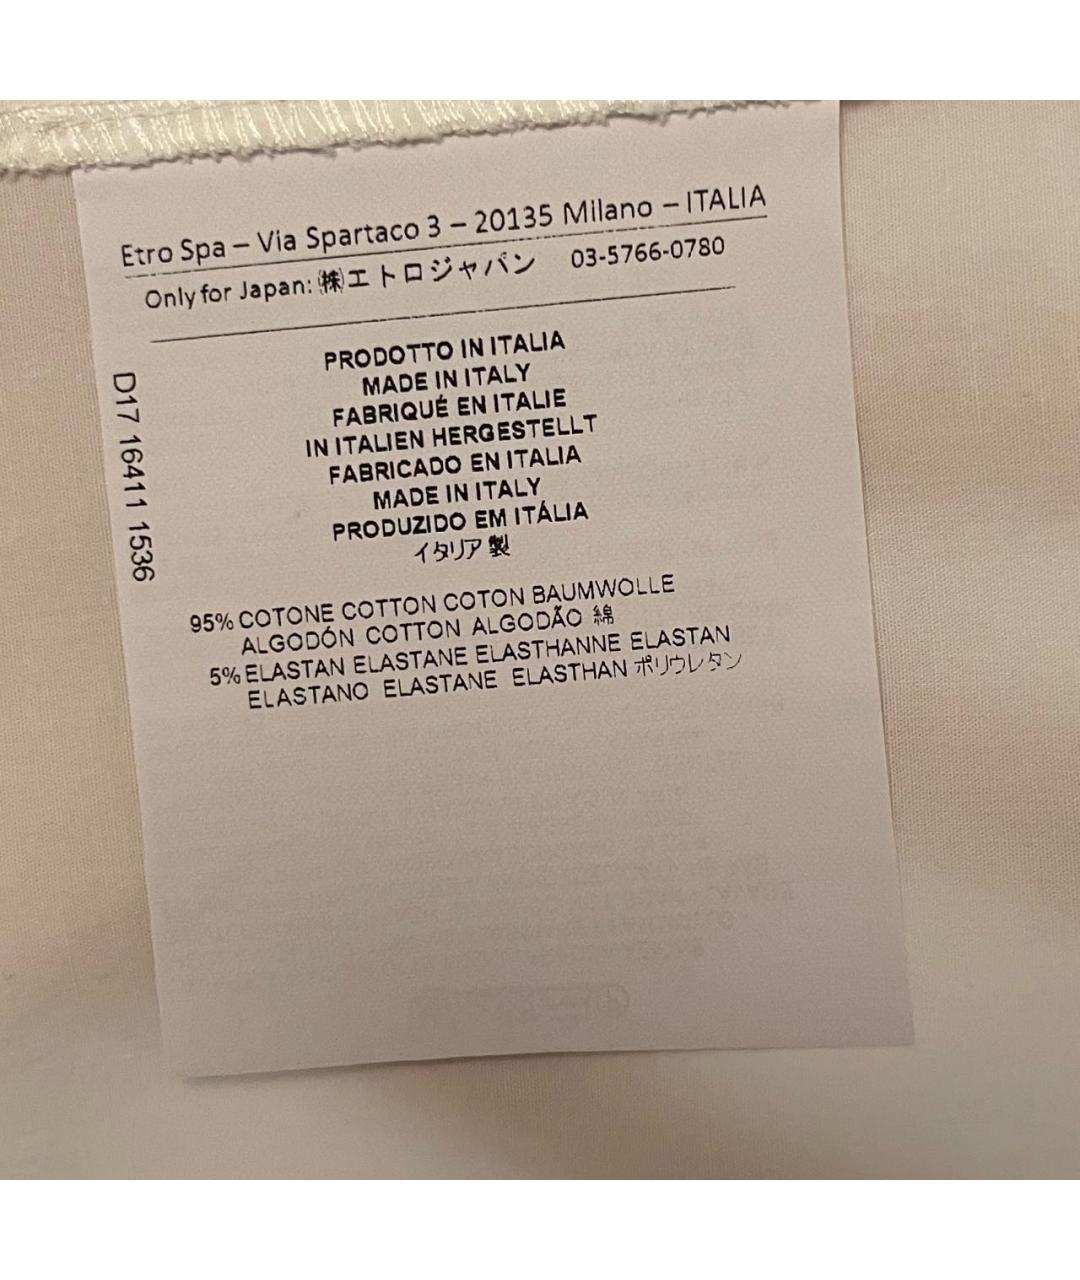 Etro Spa – Via Spartaco 3 – 20135 Milano – ITALIA
Only for Japan: ㈱エトロジャパン 03-5766-0780
PRODOTTO IN ITALIA
MADE IN ITALY
FABRIQUÉ EN ITALIE
IN ITALIEN HERGESTELLT
FABRICADO EN ITALIA
MADE IN ITALY
PRODUZIDO EM ITÁLIA
イタリア製
D17 16411 1536
95% COTONE COTTON COTON BAUMWOLLE
ALGODÓN COTTON ALGODÃO 綿
5% ELASTAN ELASTANE ELASTHANNE ELASTAN
ELASTANO ELASTANE ELASTHAN ポリウレタン